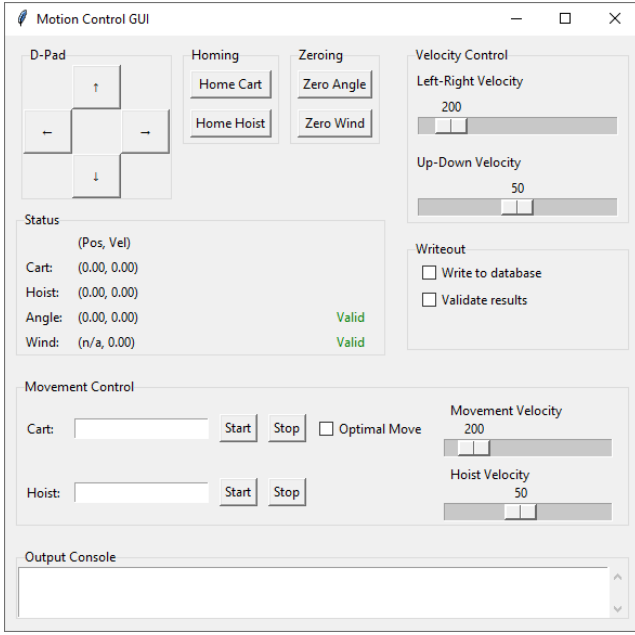 Motion Control GUI
D-Pad
↑
← →
↓
Homing
Home Cart
Home Hoist
Zeroing
Zero Angle
Zero Wind
Velocity Control
Left-Right Velocity
200
Up-Down Velocity
50
Status
(Pos, Vel)
Cart: (0.00, 0.00)
Hoist: (0.00, 0.00)
Angle: (0.00, 0.00) Valid
Wind: (n/a, 0.00) Valid
Writeout
Write to database
Validate results
Movement Control
Cart: Start Stop Optimal Move
Movement Velocity
200
Hoist: Start Stop
Hoist Velocity
50
Output Console